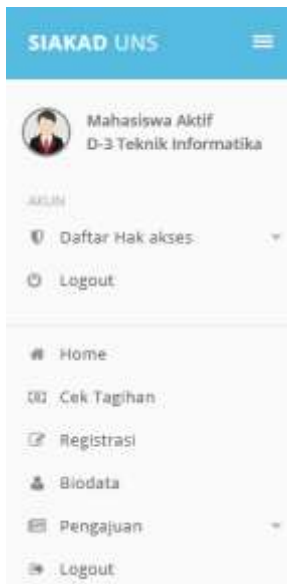 SIAKAD UNS
Mahasiswa Aktif
D-3 Teknik Informatika
AKUN
Daftar Hak akses
Logout
Home
Cek Tagihan
Registrasi
Biodata
Pengajuan
Logout